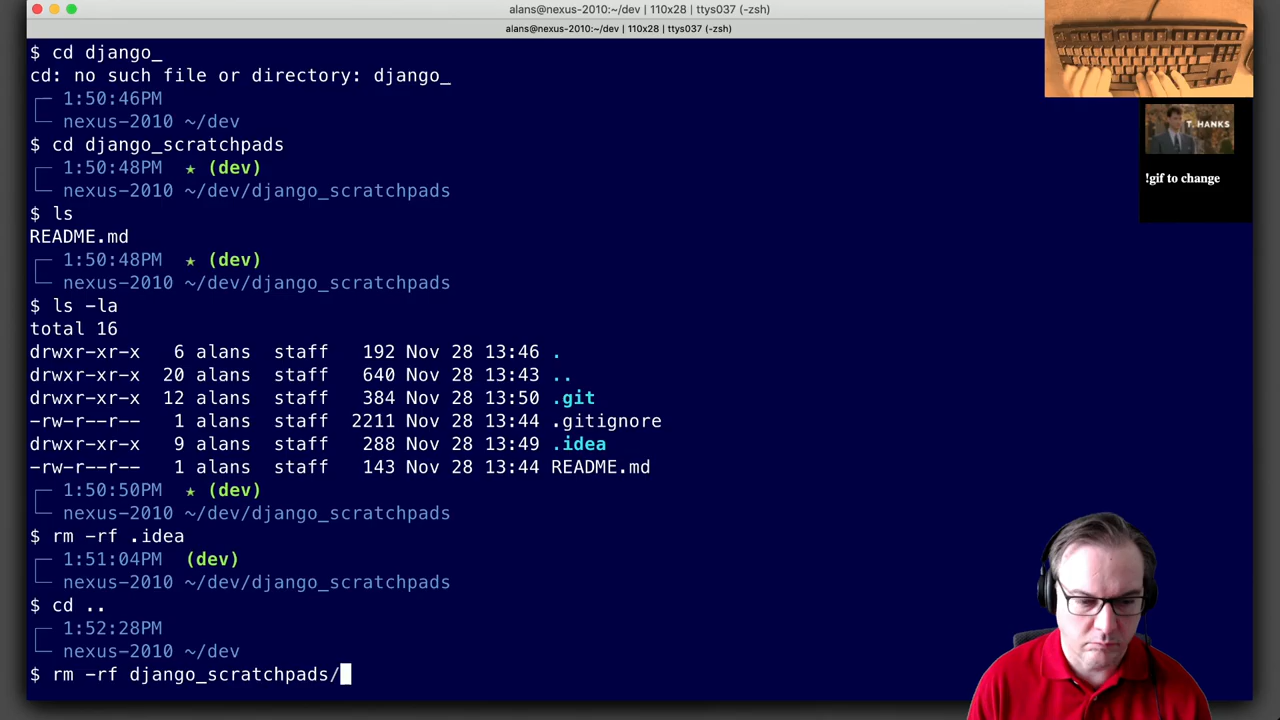 alans@nexus-2010:~/dev | 110x28 | ttys037 (-zsh)
alans@nexus-2010:~/dev | 110x28 | ttys037 (-zsh)
$ cd django_
cd: no such file or directory: django_
1:50:46PM
nexus-2010 ~/dev
$ cd django_scratchpads
1:50:48PM ★ (dev)
nexus-2010 ~/dev/django_scratchpads
$ ls
README.md
1:50:48PM ★ (dev)
nexus-2010 ~/dev/django_scratchpads
$ ls -la
total 16
drwxr-xr-x 6 alans staff 192 Nov 28 13:46 .
drwxr-xr-x 20 alans staff 640 Nov 28 13:43 ..
drwxr-xr-x 12 alans staff 384 Nov 28 13:50 .git
-rw-r--r-- 1 alans staff 2211 Nov 28 13:44 .gitignore
drwxr-xr-x 9 alans staff 288 Nov 28 13:49 .idea
-rw-r--r-- 1 alans staff 143 Nov 28 13:44 README.md
1:50:50PM ★ (dev)
nexus-2010 ~/dev/django_scratchpads
$ rm -rf .idea
1:51:04PM (dev)
nexus-2010 ~/dev/django_scratchpads
$ cd ..
1:52:28PM
nexus-2010 ~/dev
$ rm -rf django_scratchpads/
T. HANKS
!gif to change